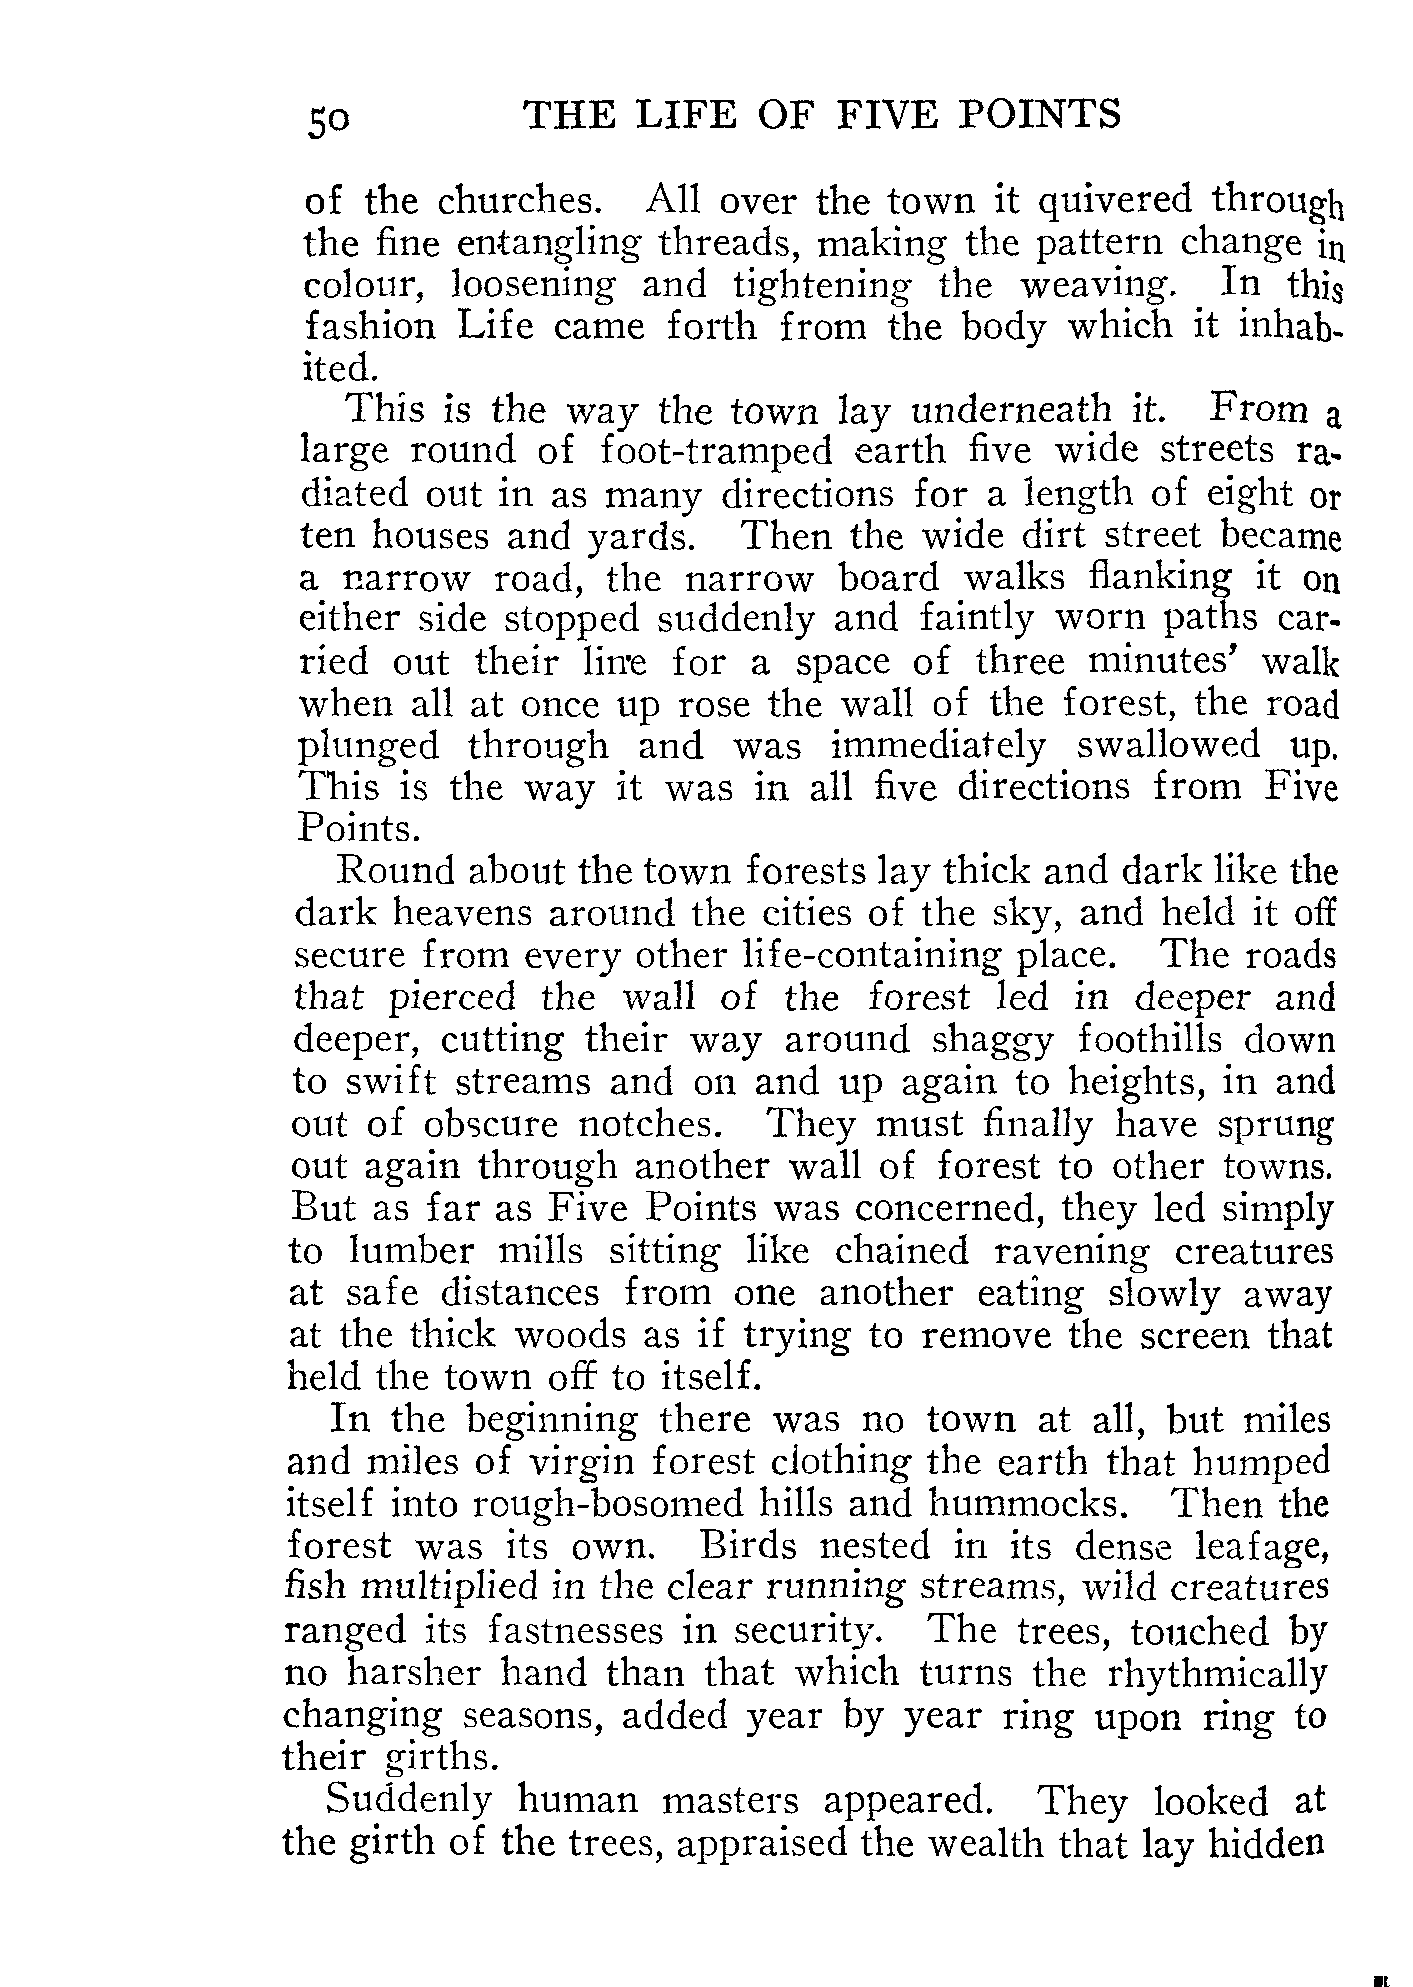 50 THE LIFE OF FIVE POINTS
of the churches. All over the town it quivered through
the fine entangling threads, making the pattern change in
colour, loosening and tightening the weaving. In this
fashion Life came forth from the body which it inhab-
ited.
This is the way the town lay underneath it. From a
large round of foot-tramped earth five wide streets ra-
diated out in as many directions for a length of eight or
ten houses and yards. Then the wide dirt street became
a narrow road, the narrow board walks flanking it on
either side stopped suddenly and faintly worn paths car-
ried out their line for a space of three minutes' walk
when all at once up rose the wall of the forest, the road
plunged through and was immediately swallowed up.
This is the way it was in all five directions from Five
Points.
Round about the town forests lay thick and dark like the
dark heavens around the cities of the sky, and held it off
secure from every other life-containing place. The roads
that pierced the wall of the forest led in deeper and
deeper, cutting their way around shaggy foothills down
to swift streams and on and up again to heights, in and
out of obscure notches. They must finally have sprung
out again through another wall of forest to other towns.
But as far as Five Points was concerned, they led simply
to lumber mills sitting like chained ravening creatures
at safe distances from one another eating slowly away
at the thick woods as if trying to remove the screen that
held the town off to itself.
In the beginning there was no town at all, but miles
and miles of virgin forest clothing the earth that humped
itself into rough-bosomed hills and hummocks. Then the
forest was its own. Birds nested in its dense leafage,
fish multiplied in the clear running streams, wild creatures
ranged its fastnesses in security. The trees, touched by
no harsher hand than that which turns the rhythmically
changing seasons, added year by year ring upon ring to
their girths.
Suddenly human masters appeared. They looked at
the girth of the trees, appraised the wealth that lay hidden